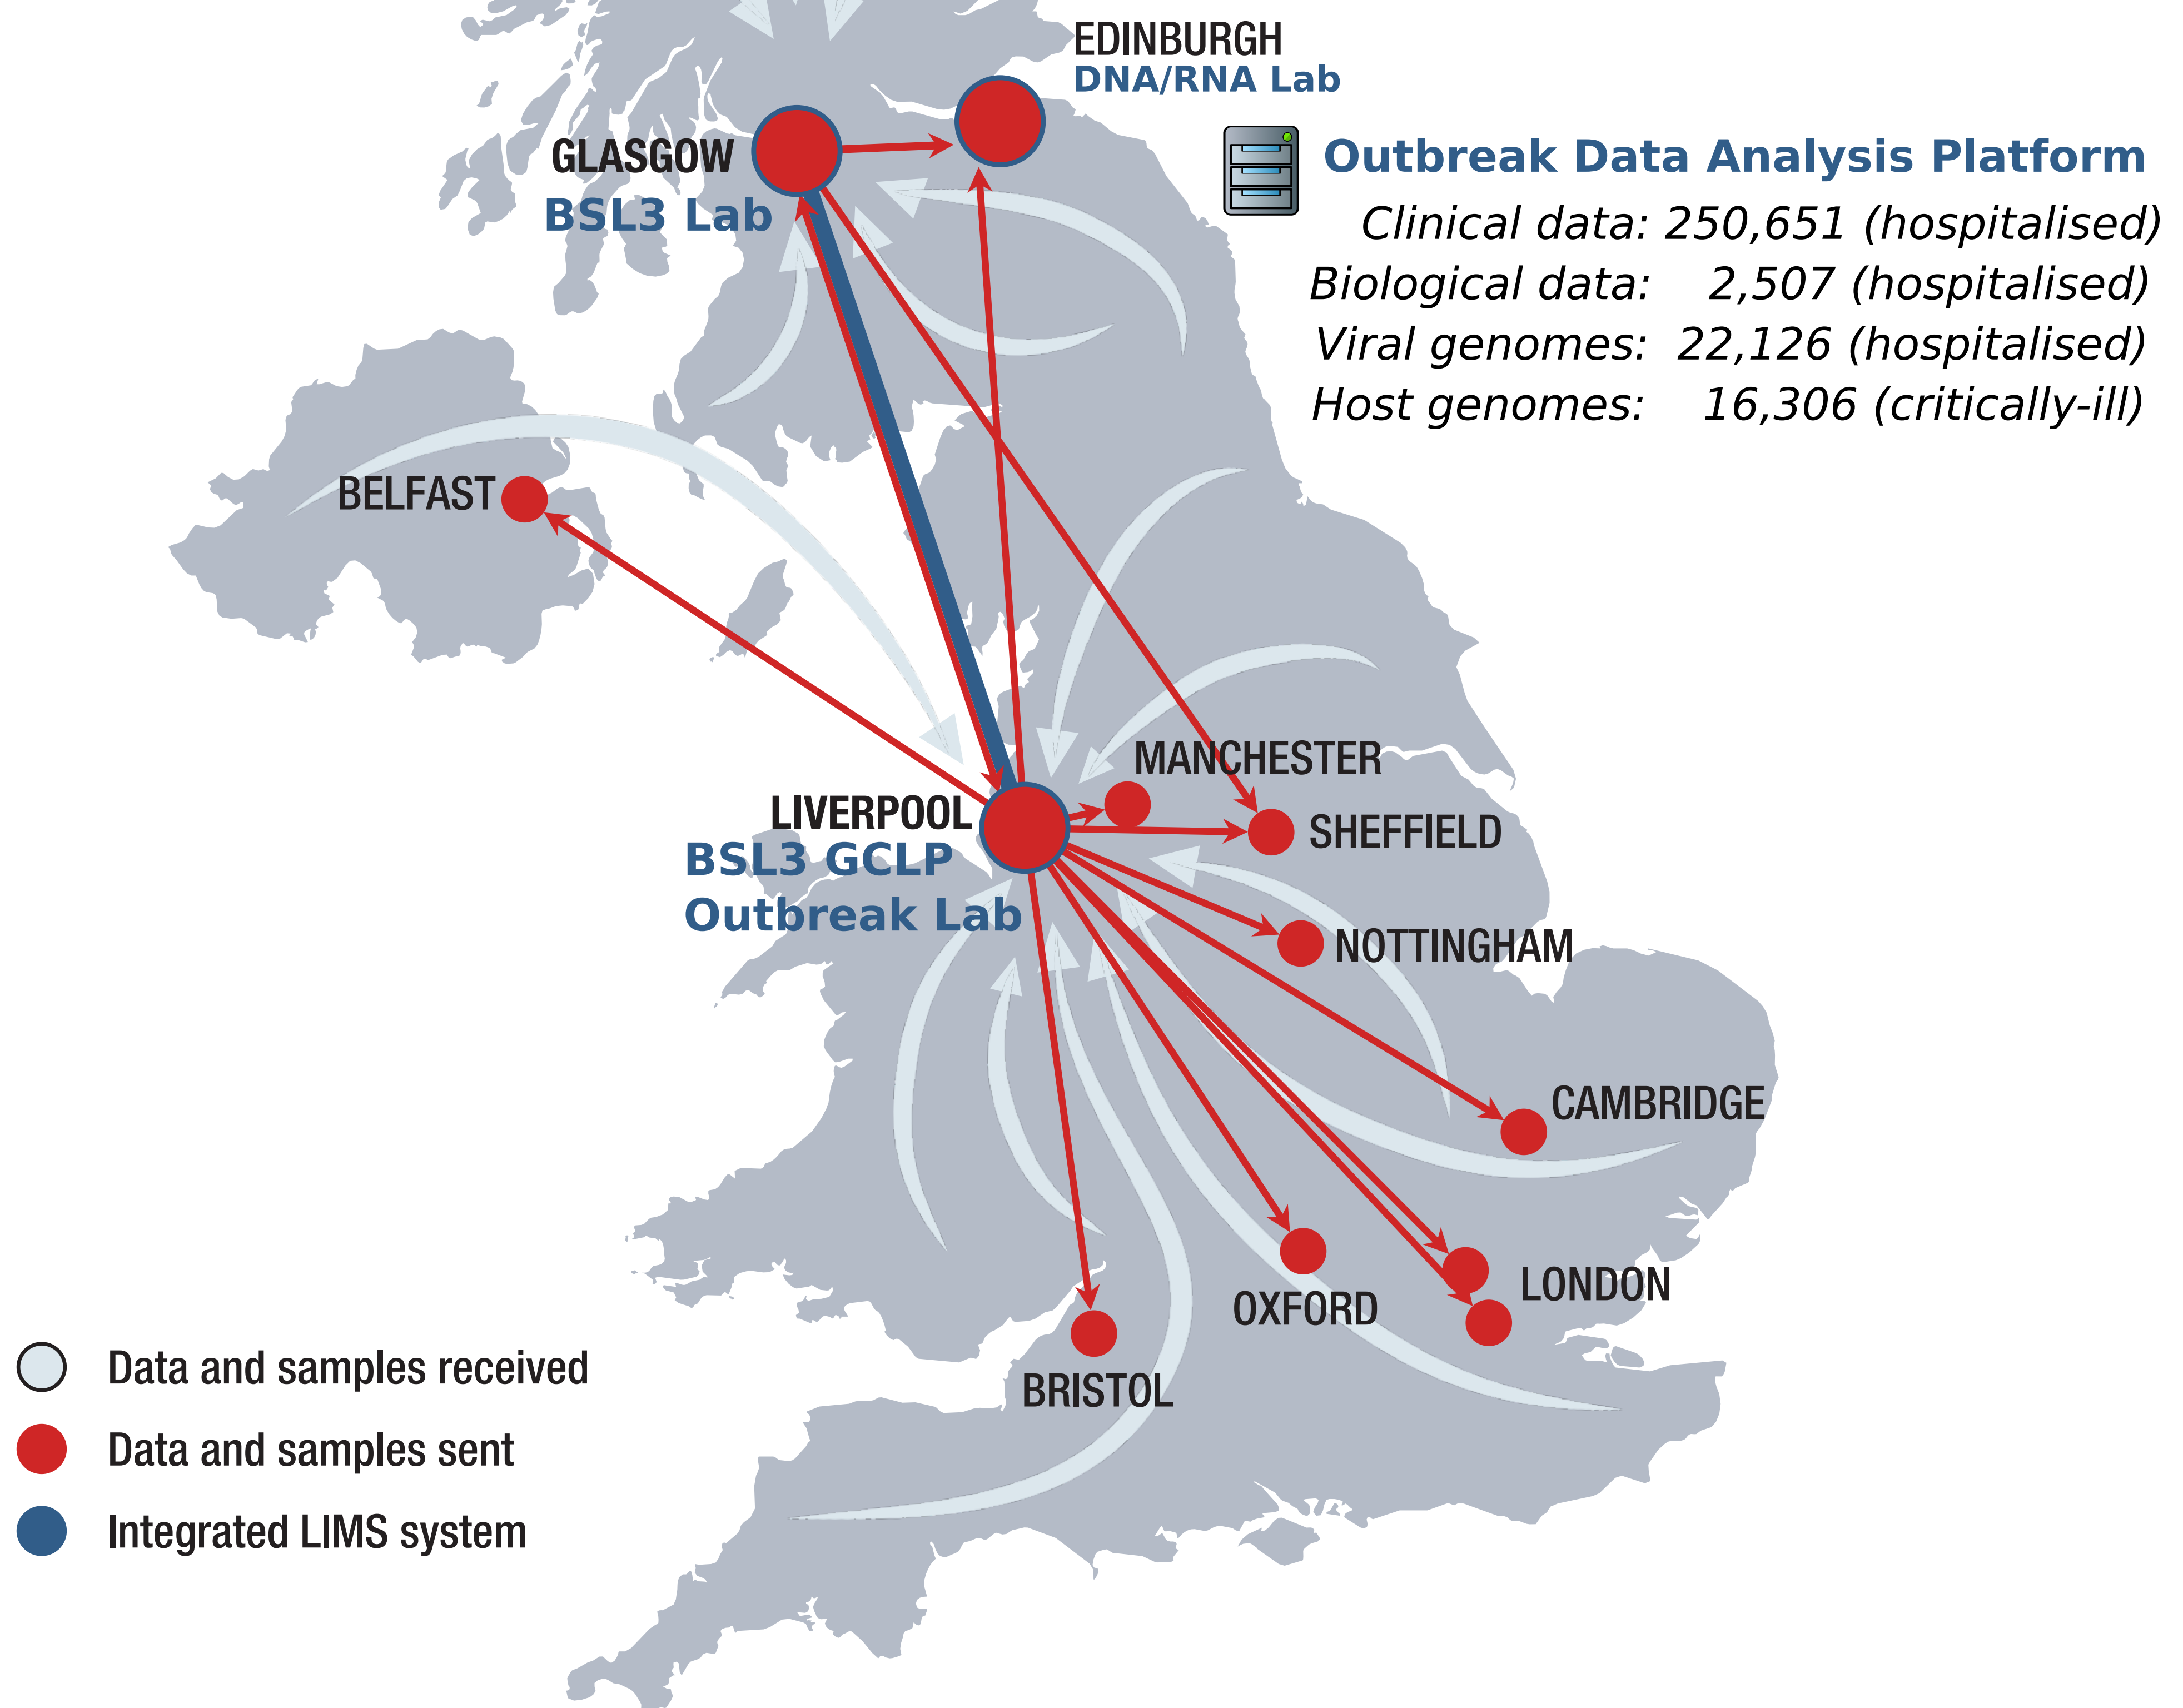 EDINBURGH
DNA/RNA Lab
GLASGOW
BSL3 Lab
Outbreak Data Analysis Platform
Clinical data: 250,651 (hospitalised)
Biological data: 2,507 (hospitalised)
Viral genomes: 22,126 (hospitalised)
Host genomes: 16,306 (critically-ill)
BELFAST
MANCHESTER
LIVERPOOL
BSL3 GCLP
Outbreak Lab
SHEFFIELD
NOTTINGHAM
CAMBRIDGE
LONDON
OXFORD
BRISTOL
Data and samples received
Data and samples sent
Integrated LIMS system